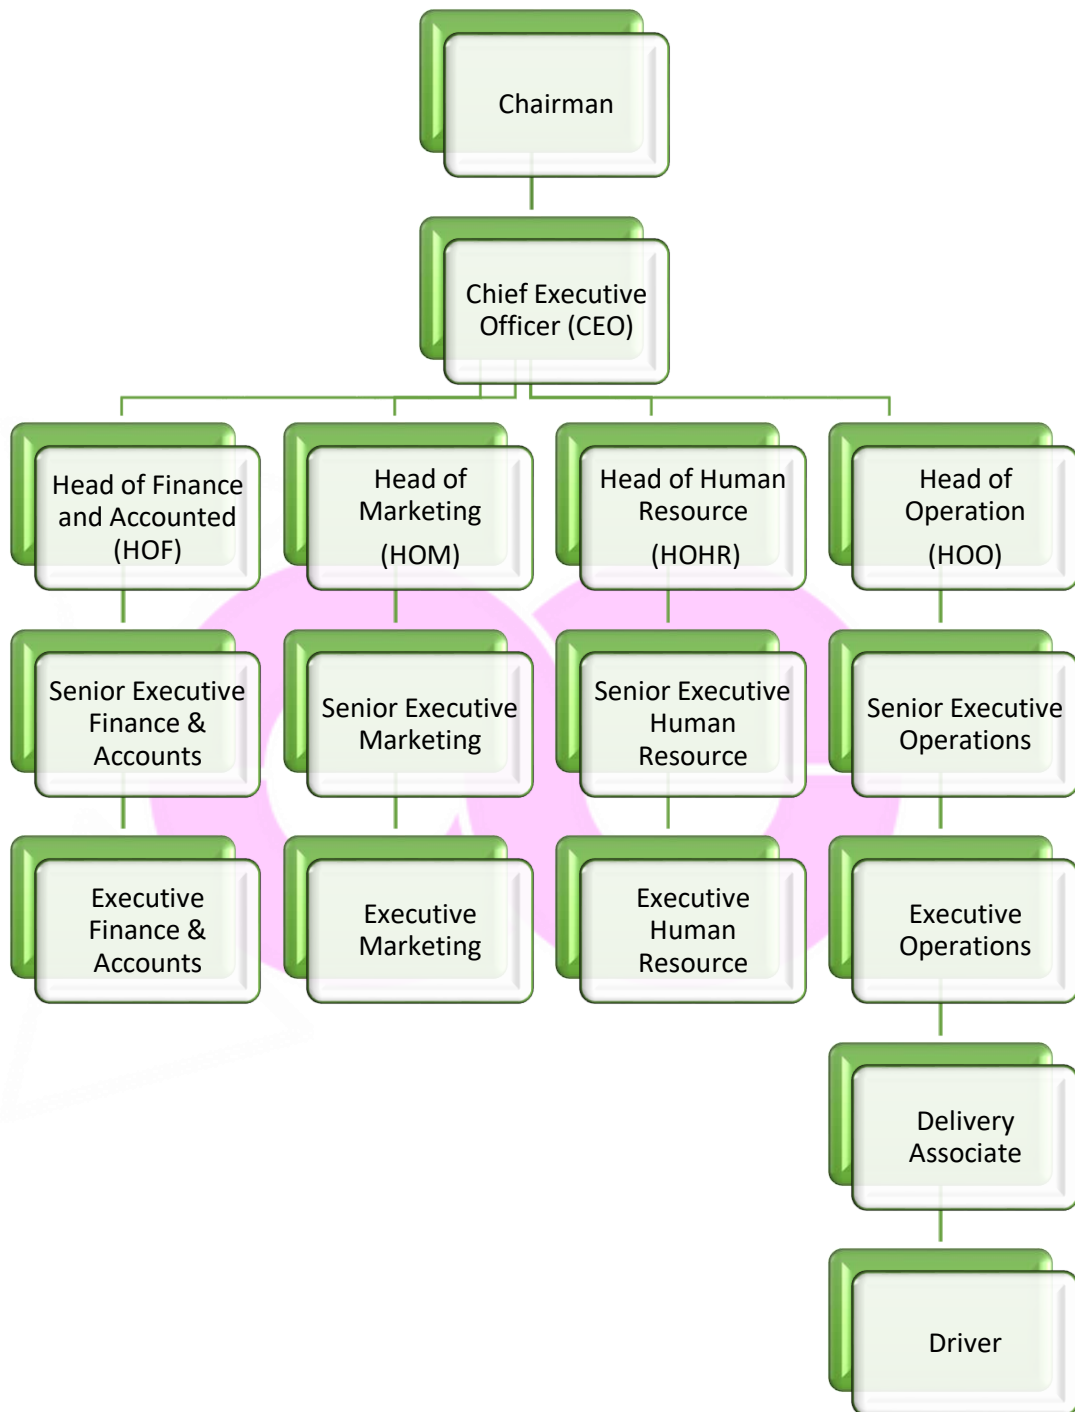 Chairman
Chief Executive
Officer (CEO)
Head of Finance
and Accounted
(HOF)
Head of
Marketing
(HOM)
Head of Human
Resource
(HOHR)
Head of
Operation
(HOO)
Senior Executive
Finance &
Accounts
Senior Executive
Marketing
Senior Executive
Human
Resource
Senior Executive
Operations
Executive
Finance &
Accounts
Executive
Marketing
Executive
Human
Resource
Executive
Operations
Delivery
Associate
Driver